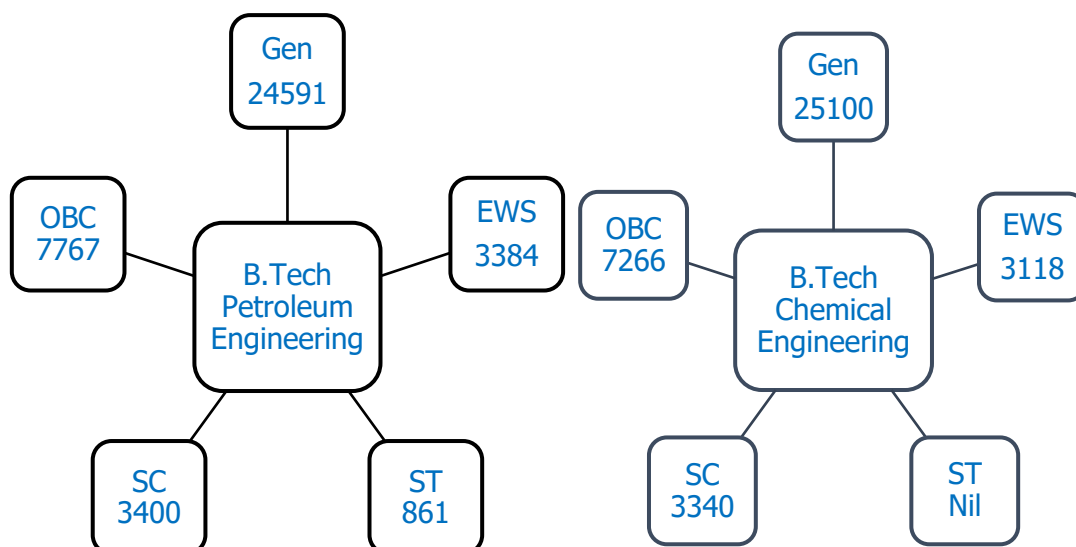 Gen
24591
OBC
7767
EWS
3384
B.Tech
Petroleum
Engineering
SC
3400
ST
861
Gen
25100
OBC
7266
EWS
3118
B.Tech
Chemical
Engineering
SC
3340
ST
Nil